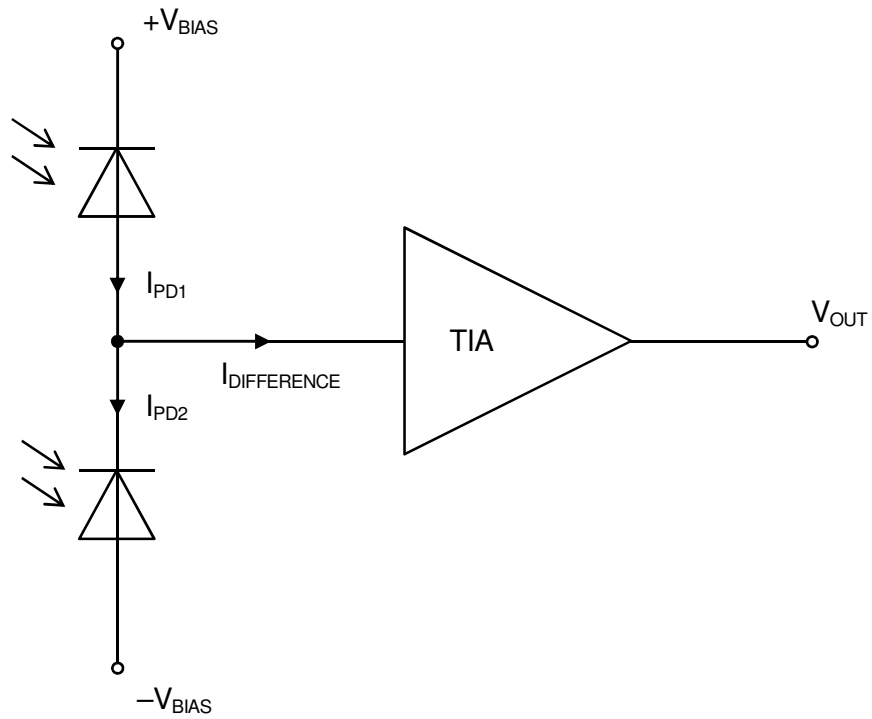 +VBIAS
IPD1
TIA
VOUT
IDIFFERENCE
IPD2
–VBIAS